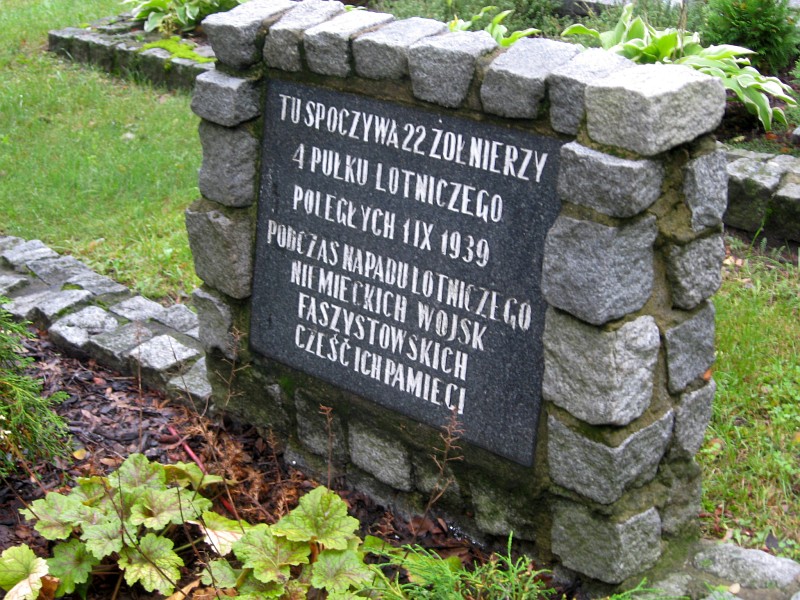 TU SPOCZYWA 22 ŻOŁNIERZY
4 PUŁKU LOTNICZEGO
POLEGŁYCH 1 IX 1939
PODCZAS NAPADU LOTNICZEGO
NIEMIECKICH WOJSK
FASZYSTOWSKICH
CZEŚĆ ICH PAMIĘCI